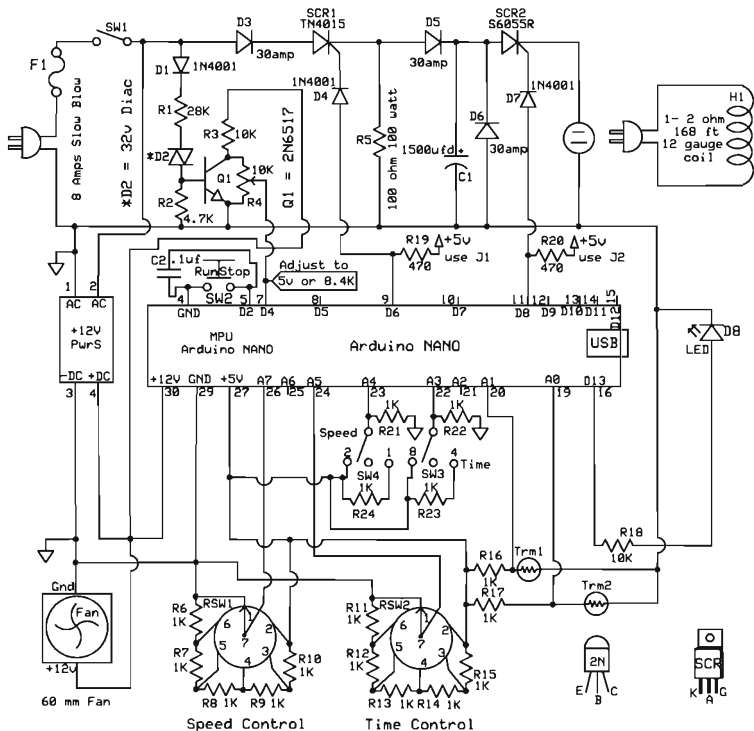 SCR1
TN4015
SCR2
S6055R
SW1
D3
30amp
D5
30amp
F1
D1
1N4001
1N4001
D4
1N4001
D7
H1
R1
28K
R3
10K
D6
30amp
1- 2 ohm
168 ft
12 gauge
coil
8 Amps Slow Blow
*D2 = 32v Diac
*D2
Q1
10K
R4
Q1 = 2N6517
R5
100 ohm 100 watt
1500ufd
+
C1
R2
4.7K
C2
.1uf
Run
Stop
SW2
Adjust to
5v or 8.4K
R19
470
+5v
use J1
R20
470
+5v
use J2
1
2
AC
AC
+12V
PwrS
-DC
+DC
3
4
4
5
7
8
9
10
11
12
13
14
15
GND
D2
D4
D5
D6
D7
D8
D9
D10
D11
D12
MPU
Arduino NANO
Arduino NANO
USB
D8
LED
+12V
GND
+5V
A7
A6
A5
A4
A3
A2
A1
A0
D13
30
29
27
26
25
24
23
22
21
20
19
16
1K
R21
1K
R22
Speed
2
1
SW4
8
4
SW3
Time
1K
R24
1K
R23
R18
10K
R16
1K
Trm1
R17
1K
Trm2
Gnd
Fan
+12v
60 mm Fan
R6
1K
RSW1
1
2
3
4
5
6
7
R7
1K
R10
1K
R8 1K
R9 1K
Speed Control
R11
1K
RSW2
1
2
3
4
5
6
7
R12
1K
R15
1K
R13
1K
R14
1K
Time Control
2N
E
B
C
SCR
K
A
G